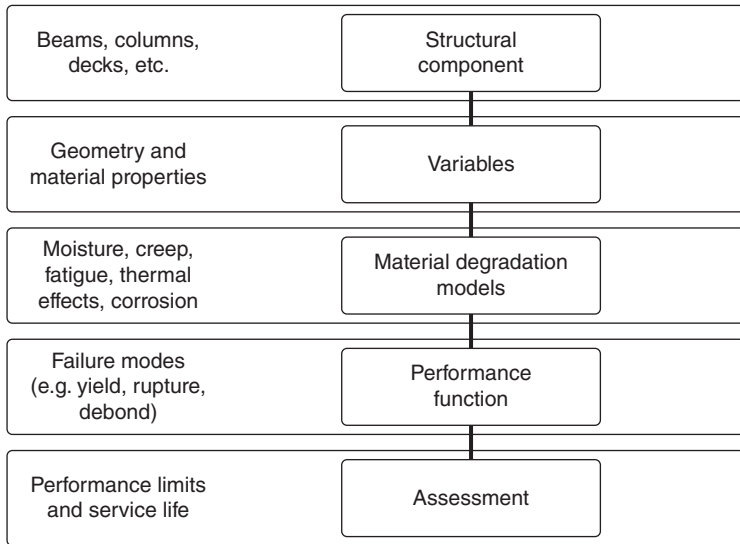 Beams, columns,
decks, etc.
Structural
component
Geometry and
material properties
Variables
Moisture, creep,
fatigue, thermal
effects, corrosion
Material degradation
models
Failure modes
(e.g. yield, rupture,
debond)
Performance
function
Performance limits
and service life
Assessment